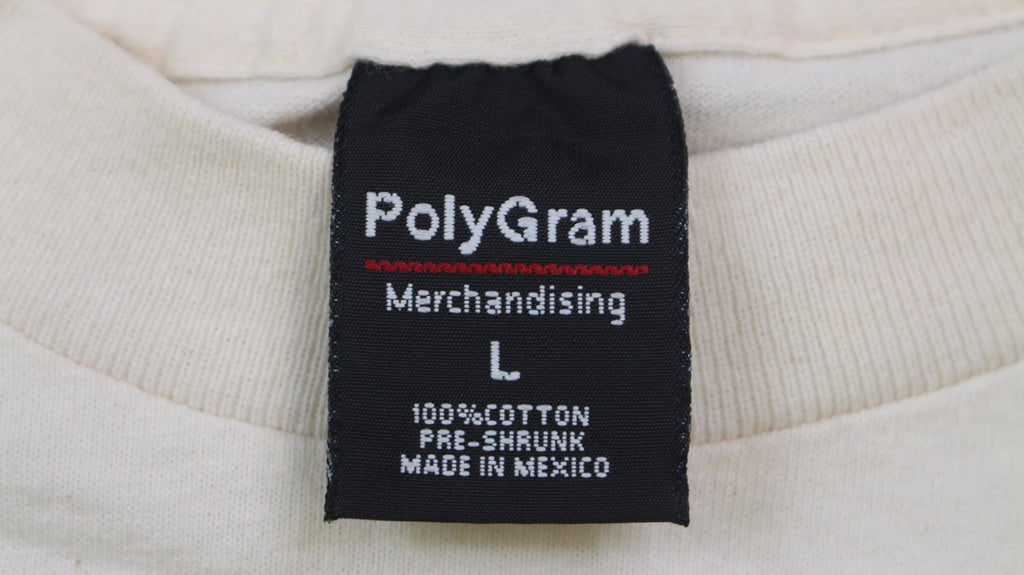 PolyGram
Merchandising
L
100%COTTON
PRE-SHRUNK
MADE IN MEXICO